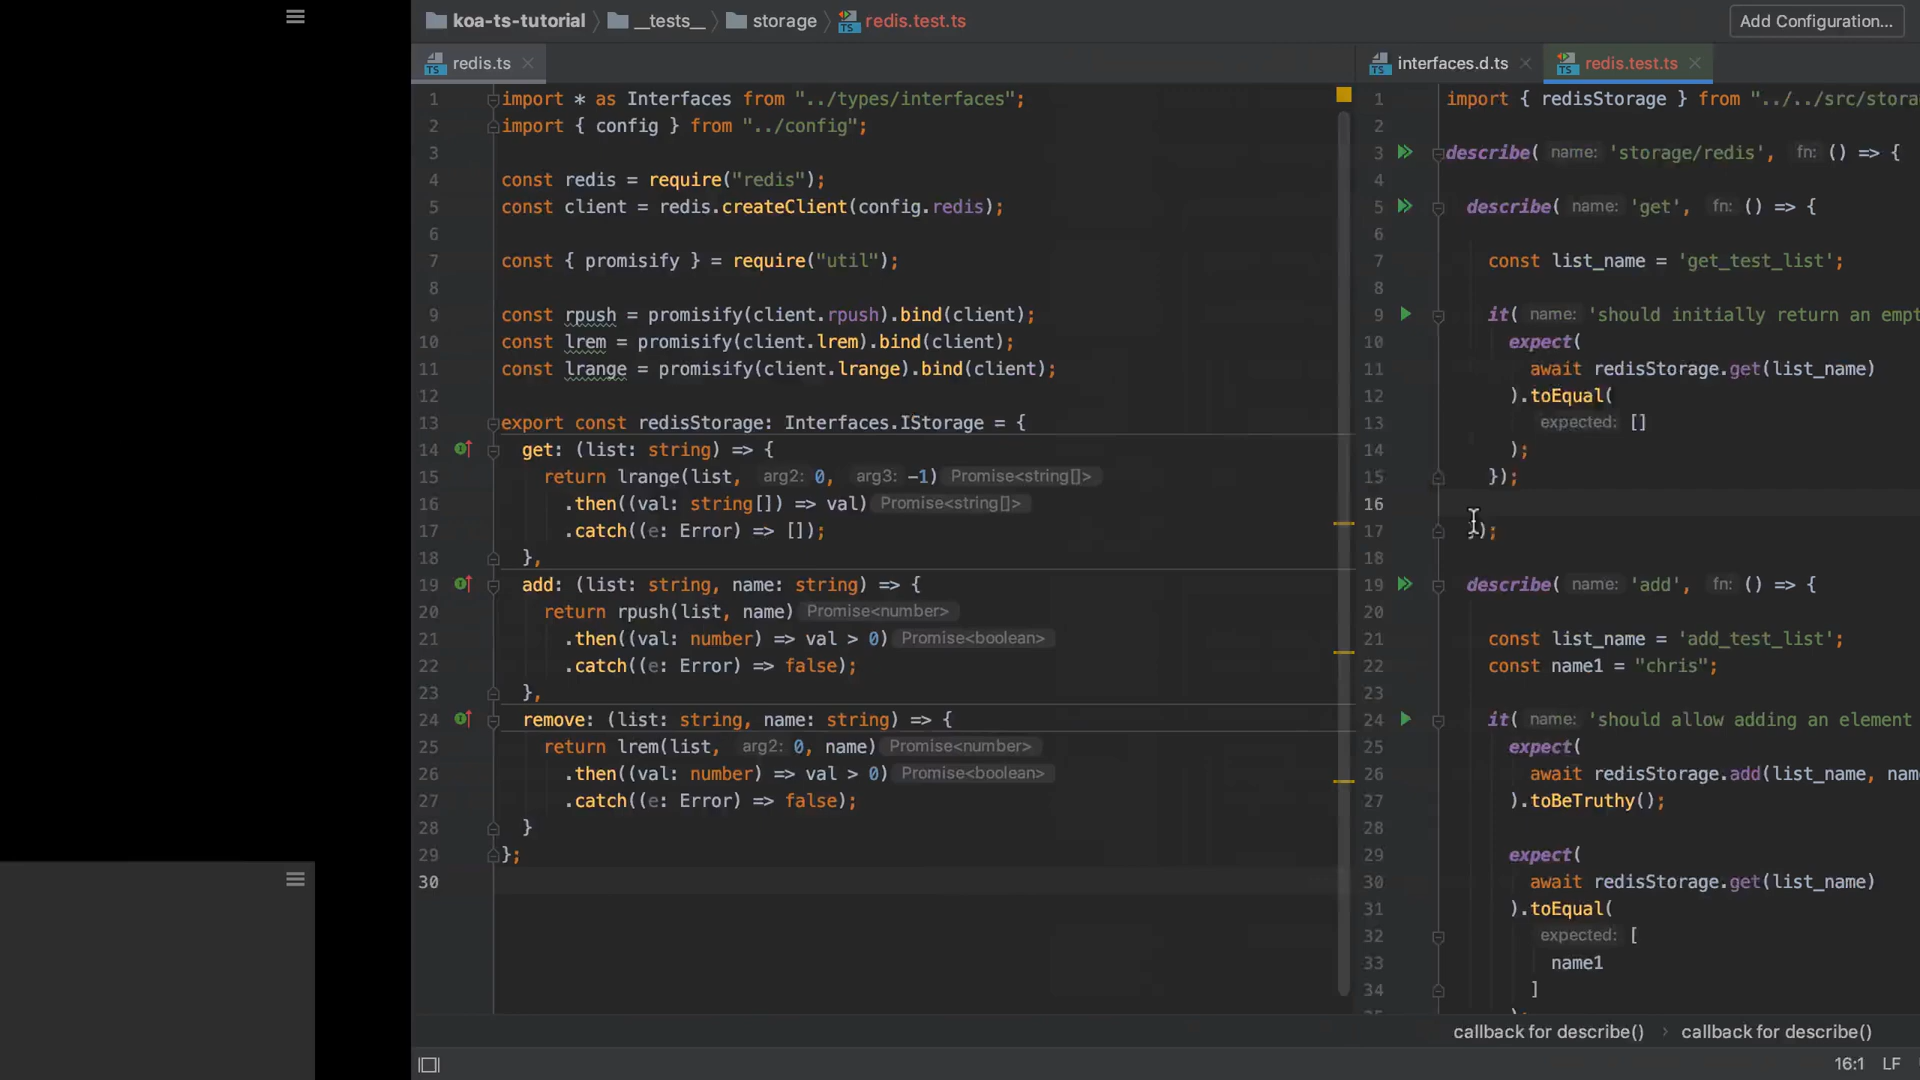 koa-ts-tutorial __tests__ storage redis.test.ts
Add Configuration...
redis.ts
1 import * as Interfaces from "../types/interfaces";
2 import { config } from "../config";
3
4 const redis = require("redis");
5 const client = redis.createClient(config.redis);
6
7 const { promisify } = require("util");
8
9 const rpush = promisify(client.rpush).bind(client);
10 const lrem = promisify(client.lrem).bind(client);
11 const lrange = promisify(client.lrange).bind(client);
12
13 export const redisStorage: Interfaces.IStorage = {
14 get: (list: string) => {
15 return lrange(list, arg2: 0, arg3: -1) Promise<string[]>
16 .then((val: string[]) => val) Promise<string[]>
17 .catch((e: Error) => []);
18 },
19 add: (list: string, name: string) => {
20 return rpush(list, name) Promise<number>
21 .then((val: number) => val > 0) Promise<boolean>
22 .catch((e: Error) => false);
23 },
24 remove: (list: string, name: string) => {
25 return lrem(list, arg2: 0, name) Promise<number>
26 .then((val: number) => val > 0) Promise<boolean>
27 .catch((e: Error) => false);
28 }
29 };
30
interfaces.d.ts redis.test.ts
1 import { redisStorage } from "../../src/stora
2
3 describe( name: 'storage/redis', fn: () => {
4
5 describe( name: 'get', fn: () => {
6
7 const list_name = 'get_test_list';
8
9 it( name: 'should initially return an empt
10 expect(
11 await redisStorage.get(list_name)
12 ).toEqual(
13 expected: []
14 );
15 });
16
17 });
18
19 describe( name: 'add', fn: () => {
20
21 const list_name = 'add_test_list';
22 const name1 = "chris";
23
24 it( name: 'should allow adding an element
25 expect(
26 await redisStorage.add(list_name, name
27 ).toBeTruthy();
28
29 expect(
30 await redisStorage.get(list_name)
31 ).toEqual(
32 expected: [
33 name1
34 ]
callback for describe() callback for describe()
16:1 LF